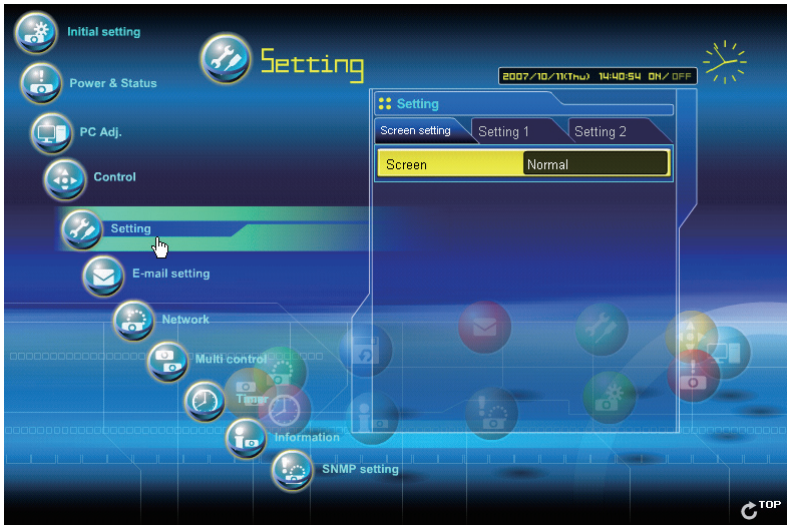 Initial setting
Power & Status
PC Adj.
Control
Setting
E-mail setting
Network
Multi control
Timer
Information
SNMP setting
Setting
2007/10/11(Thu) 14:40:54 ON/OFF
Setting
Screen setting
Setting 1
Setting 2
Screen
Normal
TOP